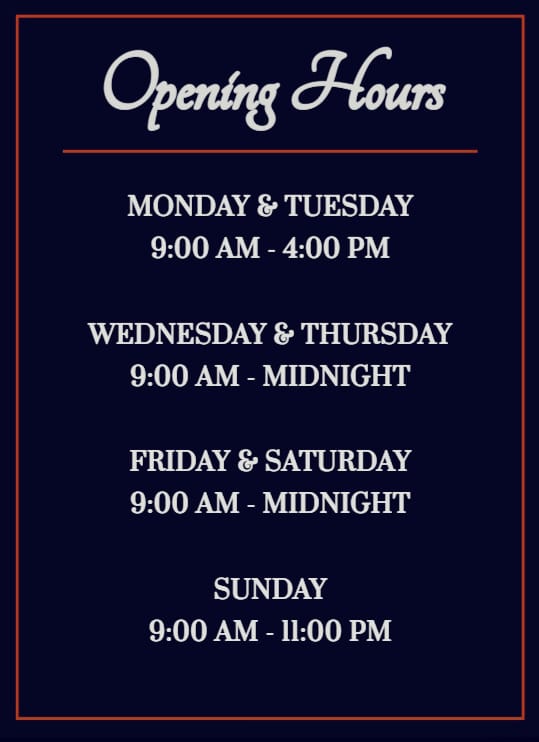 Opening Hours
MONDAY & TUESDAY
9:00 AM - 4:00 PM
WEDNESDAY & THURSDAY
9:00 AM - MIDNIGHT
FRIDAY & SATURDAY
9:00 AM - MIDNIGHT
SUNDAY
9:00 AM - 11:00 PM